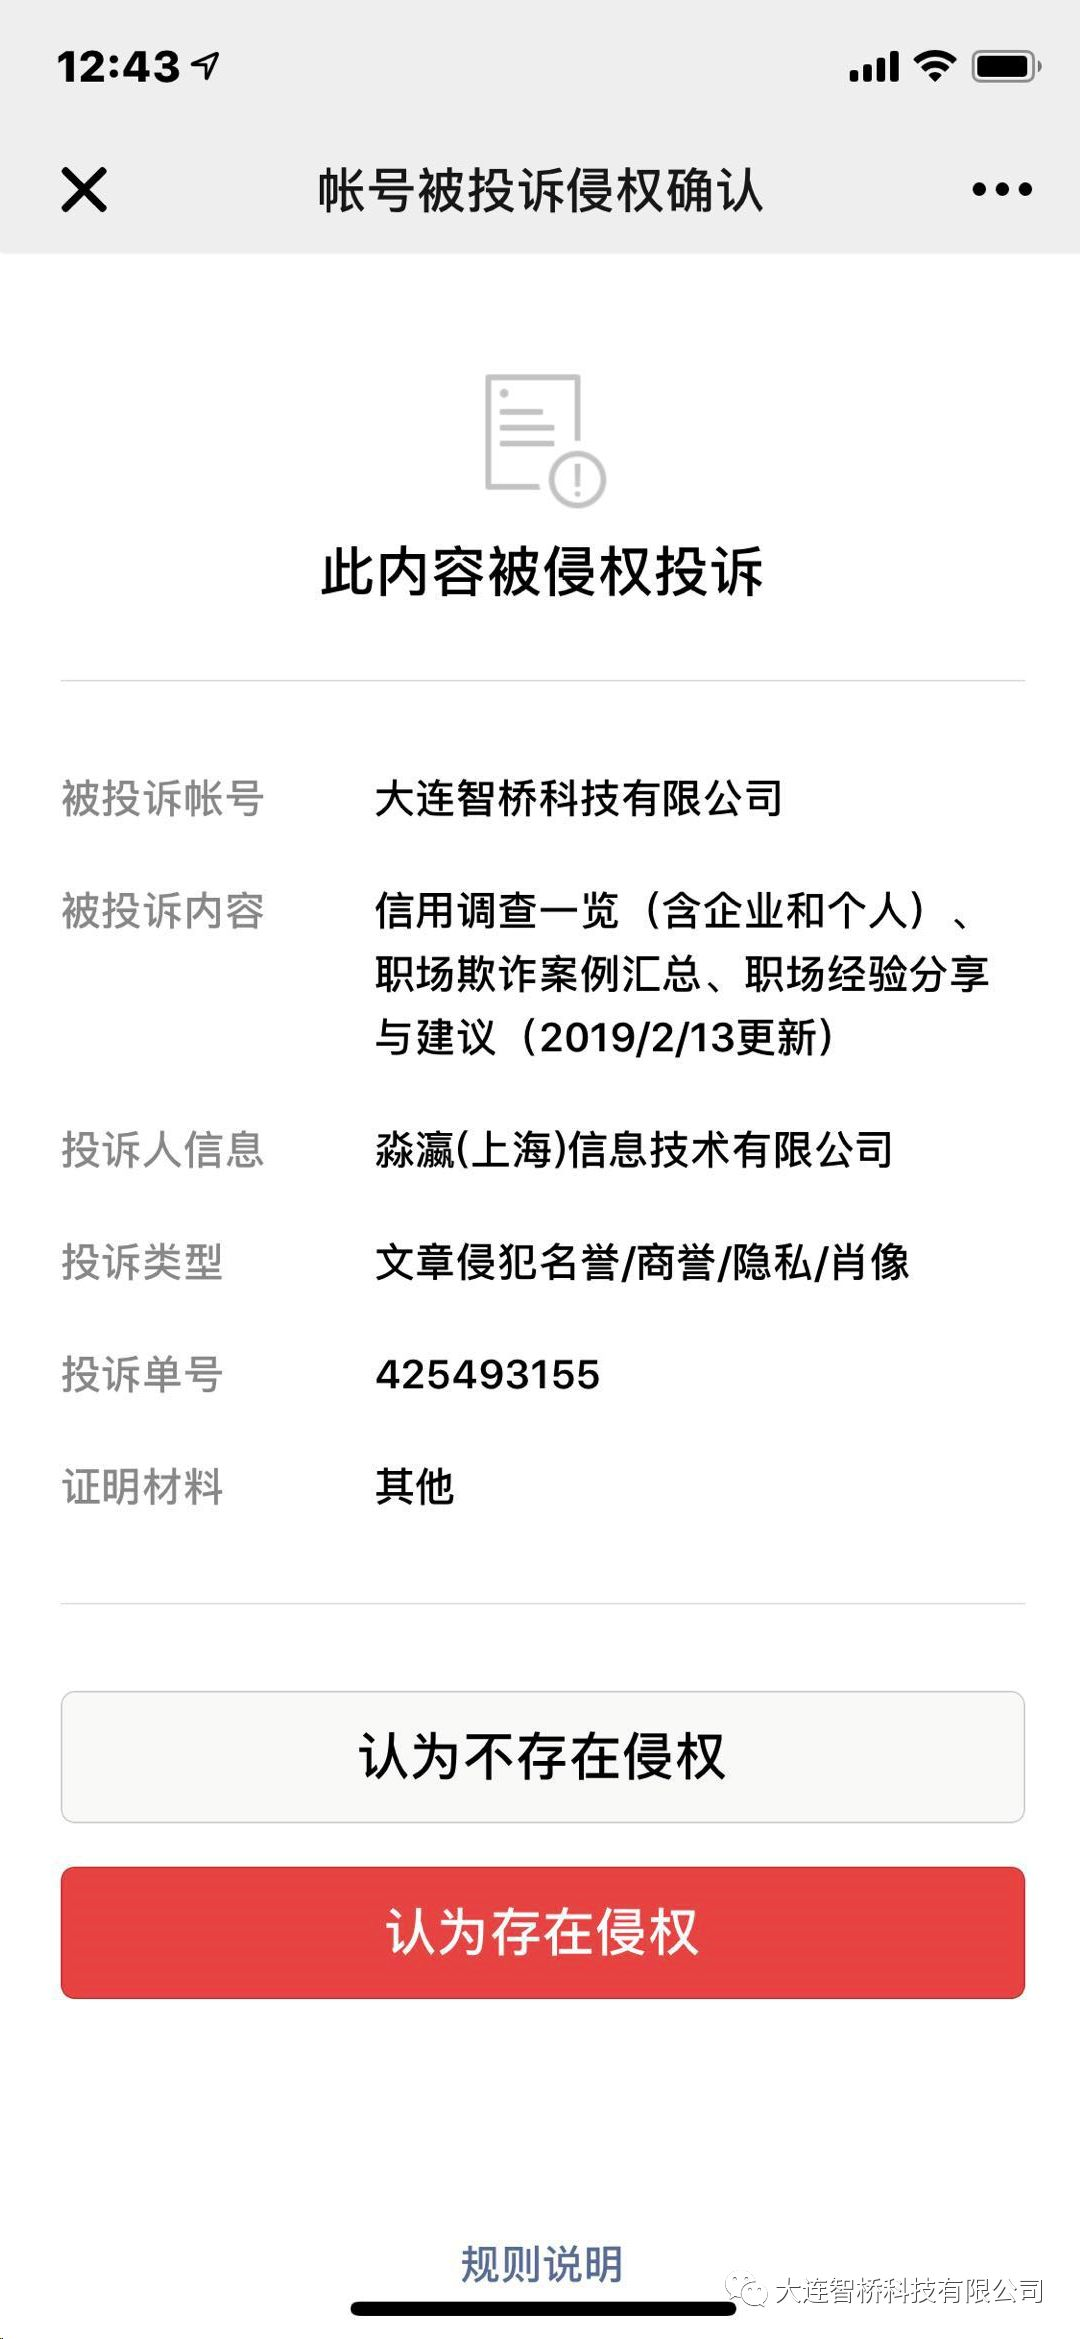 12:43
帐号被投诉侵权确认
此内容被侵权投诉
被投诉帐号 大连智桥科技有限公司
被投诉内容 信用调查一览（含企业和个人）、
职场欺诈案例汇总、职场经验分享
与建议（2019/2/13更新）
投诉人信息 淼瀛(上海)信息技术有限公司
投诉类型 文章侵犯名誉/商誉/隐私/肖像
投诉单号 425493155
证明材料 其他
认为不存在侵权
认为存在侵权
规则说明
大连智桥科技有限公司